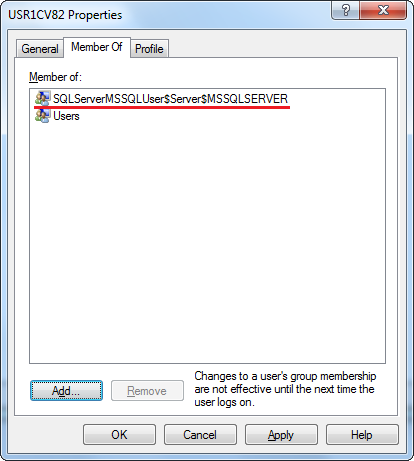 USR1CV82 Properties
General
Member Of
Profile
Member of:
SQLServerMSSQLUser$Server$MSSQLSERVER
Users
Add...
Remove
Changes to a user's group membership
are not effective until the next time the
user logs on.
OK
Cancel
Apply
Help